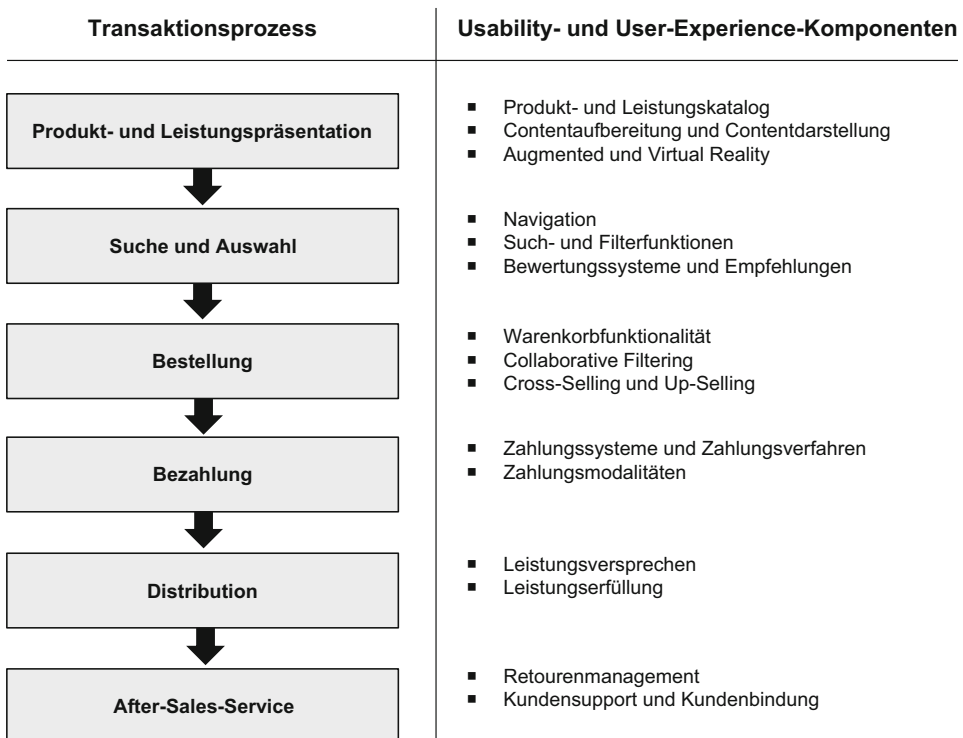 Transaktionsprozess
Usability- und User-Experience-Komponenten
Produkt- und Leistungspräsentation
▪ Produkt- und Leistungskatalog
▪ Contentaufbereitung und Contentdarstellung
▪ Augmented und Virtual Reality
Suche und Auswahl
▪ Navigation
▪ Such- und Filterfunktionen
▪ Bewertungssysteme und Empfehlungen
Bestellung
▪ Warenkorbfunktionalität
▪ Collaborative Filtering
▪ Cross-Selling und Up-Selling
Bezahlung
▪ Zahlungssysteme und Zahlungsverfahren
▪ Zahlungsmodalitäten
Distribution
▪ Leistungsversprechen
▪ Leistungserfüllung
After-Sales-Service
▪ Retourenmanagement
▪ Kundensupport und Kundenbindung